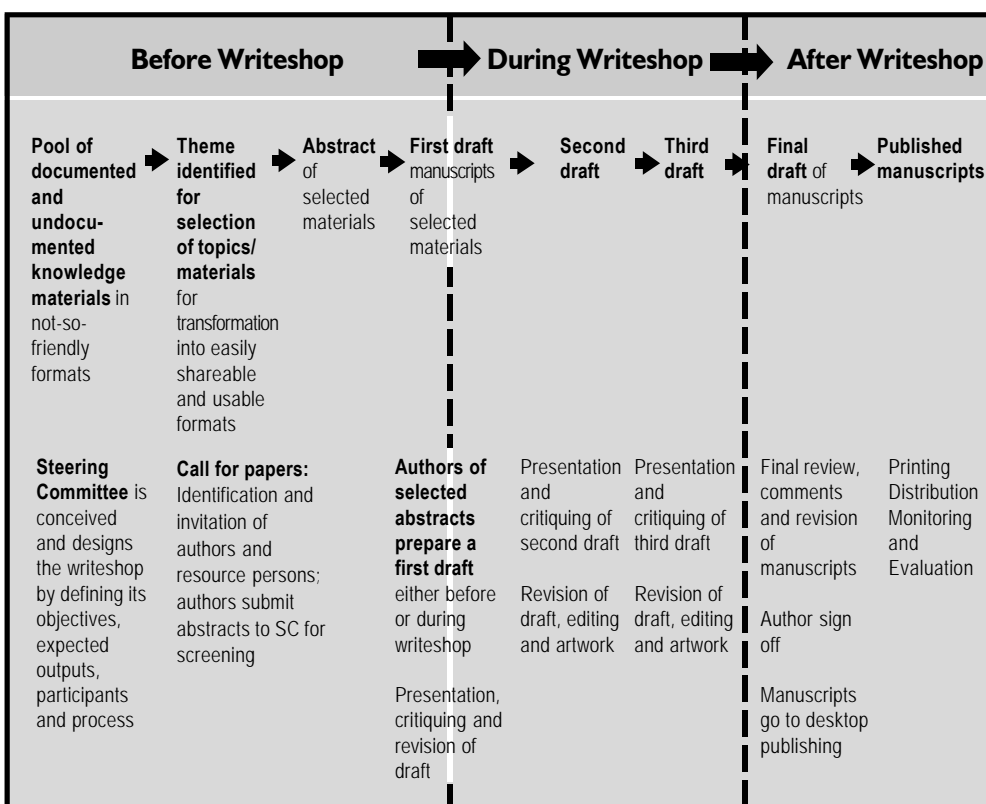 Before Writeshop
During Writeshop
After Writeshop
Pool of
documented
and
undocu-
mented
knowledge
materials in
not-so-
friendly
formats
Theme
identified
for
selection
of topics/
materials
for
transformation
into easily
shareable
and usable
formats
Abstract
of
selected
materials
First draft
manuscripts
of
selected
materials
Second
draft
Third
draft
Final
draft of
manuscripts
Published
manuscripts
Steering
Committee is
conceived
and designs
the writeshop
by defining its
objectives,
expected
outputs,
participants
and process
Call for papers:
Identification and
invitation of
authors and
resource persons;
authors submit
abstracts to SC for
screening
Authors of
selected
abstracts
prepare a
first draft
either before
or during
writeshop
Presentation,
critiquing and
revision of
draft
Presentation
and
critiquing of
second draft
Revision of
draft, editing
and artwork
Presentation
and
critiquing of
third draft
Revision of
draft, editing
and artwork
Final review,
comments
and revision
of
manuscripts
Author sign
off
Manuscripts
go to desktop
publishing
Printing
Distribution
Monitoring
and
Evaluation